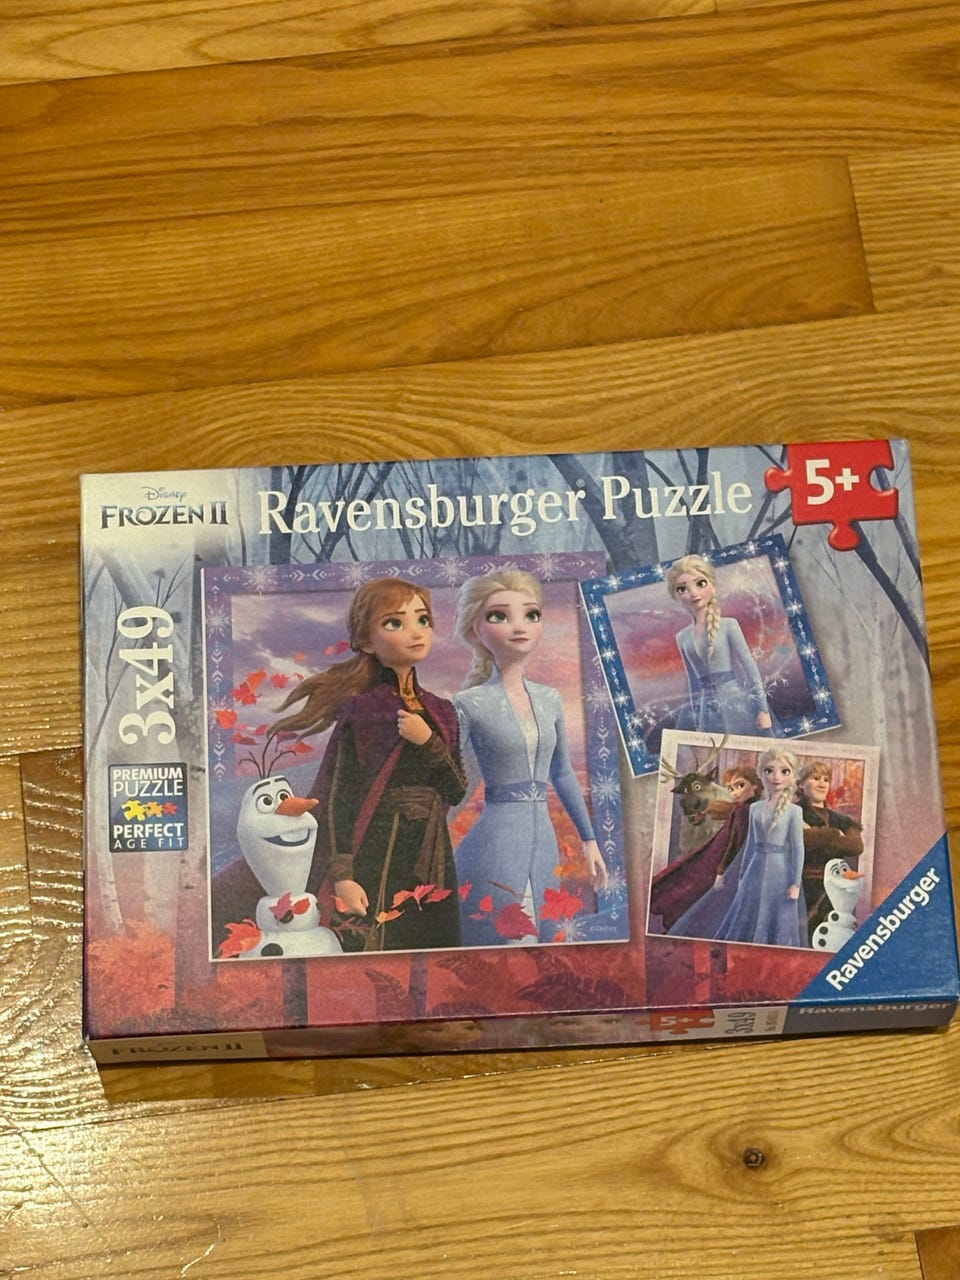 Disney
FROZEN II
Ravensburger® Puzzle
5+
3x49
PREMIUM
PUZZLE
PERFECT
AGE FIT
©Disney
Ravensburger
FROZEN II
5+
3x49
Ravensburger